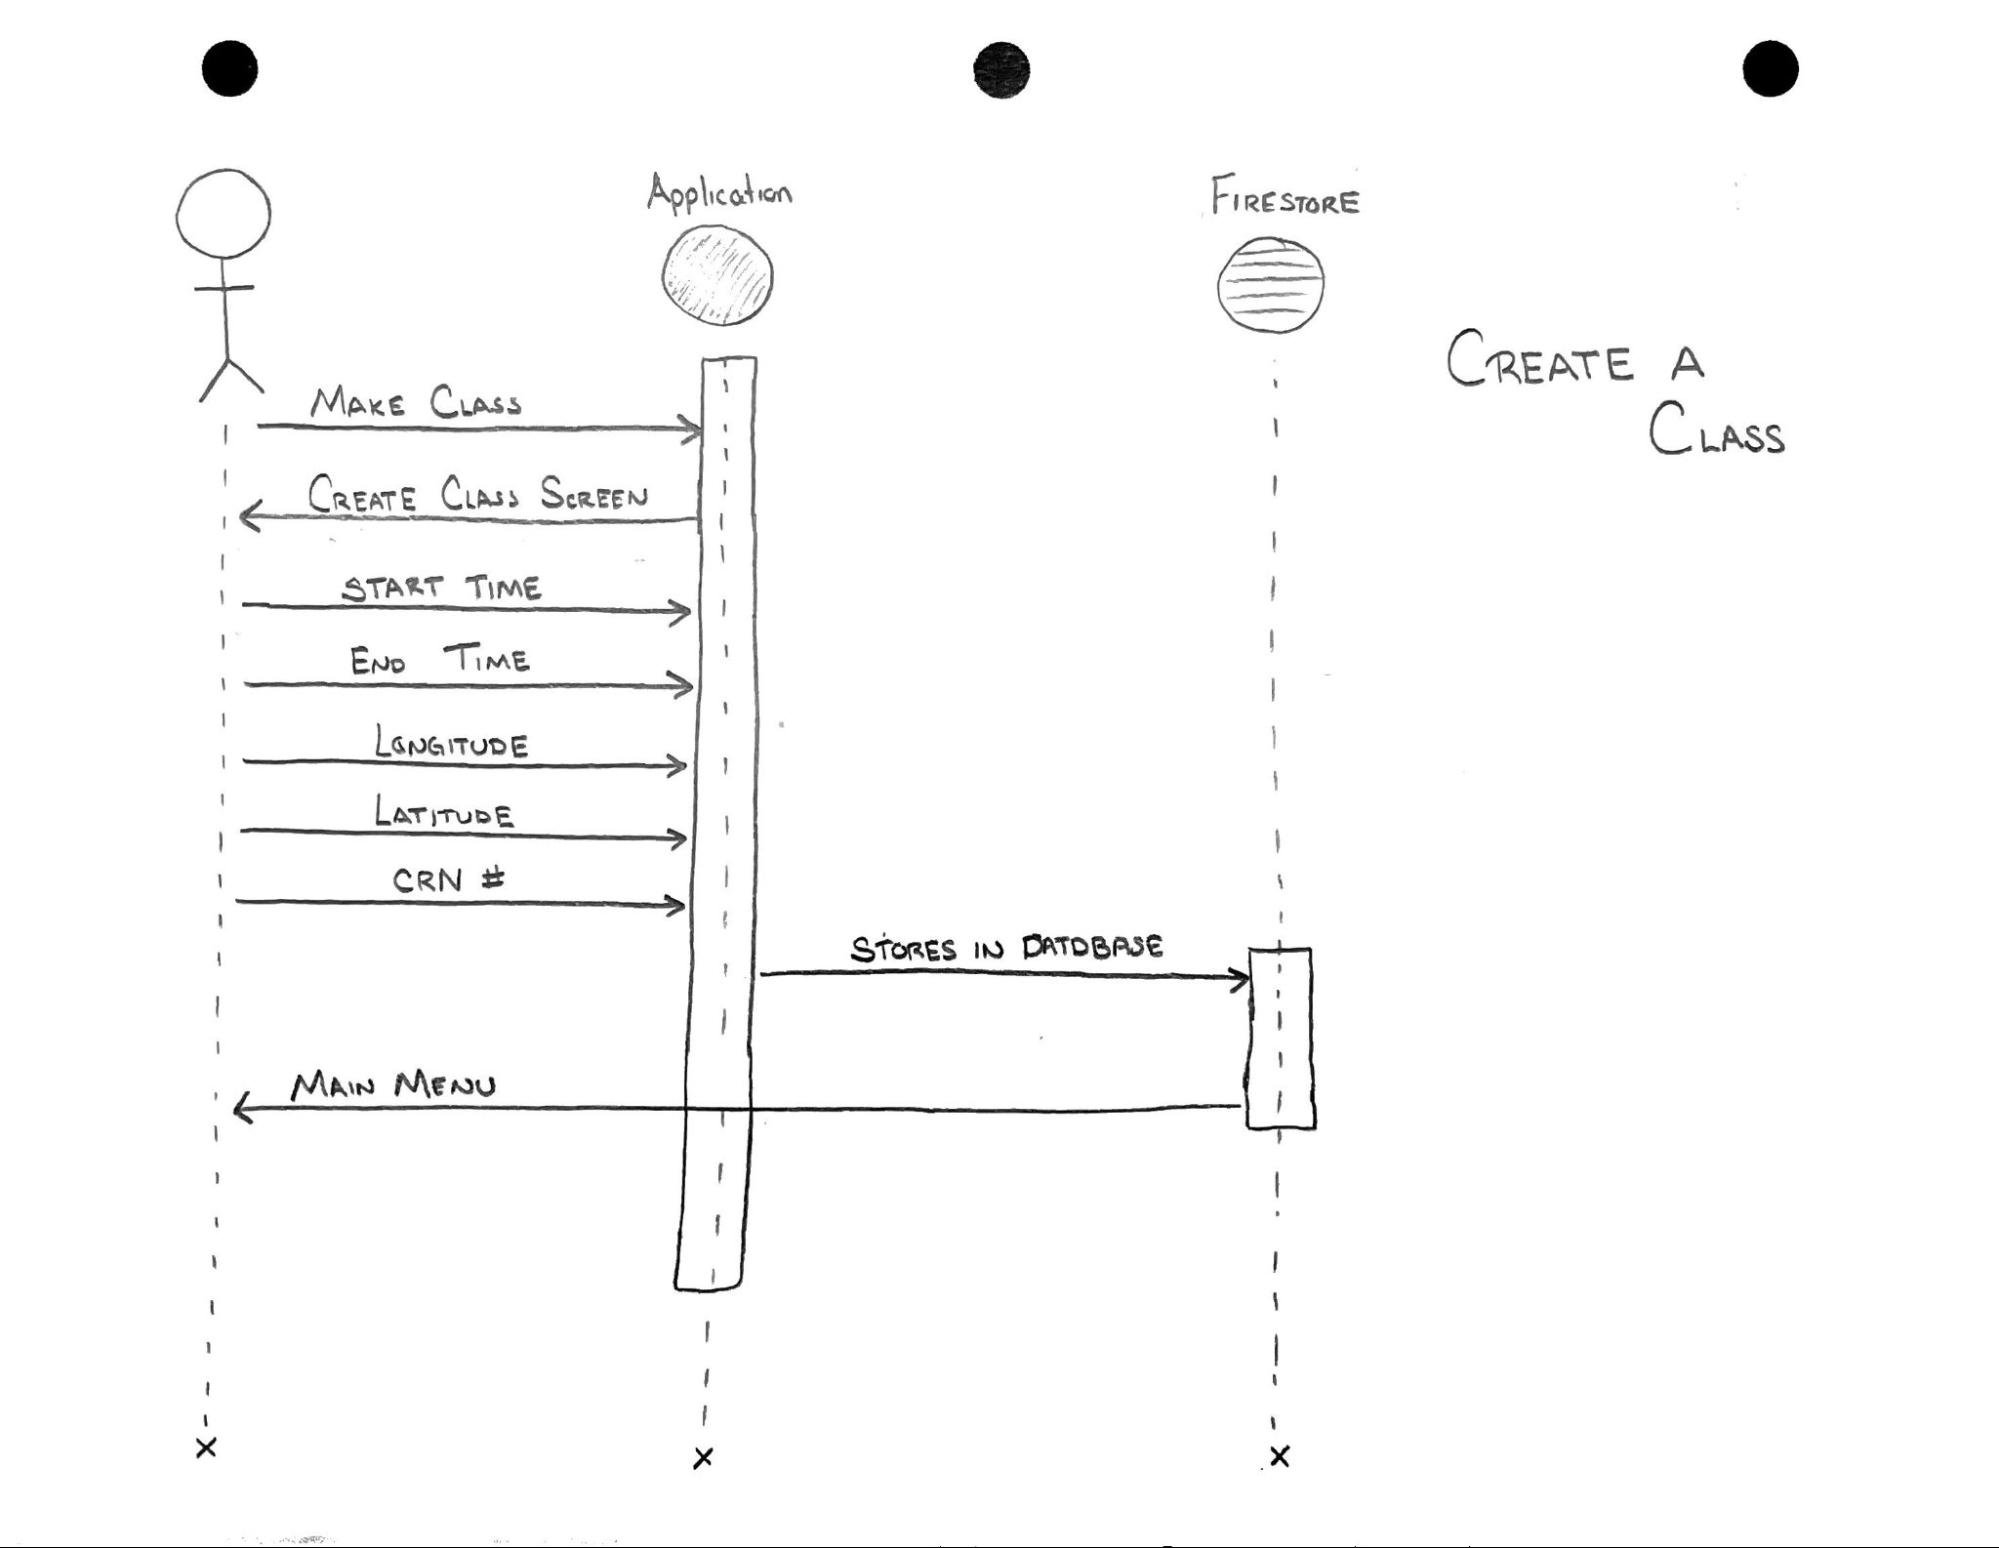 Application
FIRESTORE
CREATE A
CLASS
MAKE CLASS
CREATE CLASS SCREEN
START TIME
END TIME
LONGITUDE
LATITUDE
CRN #
STORES IN DATDBASE
MAIN MENU